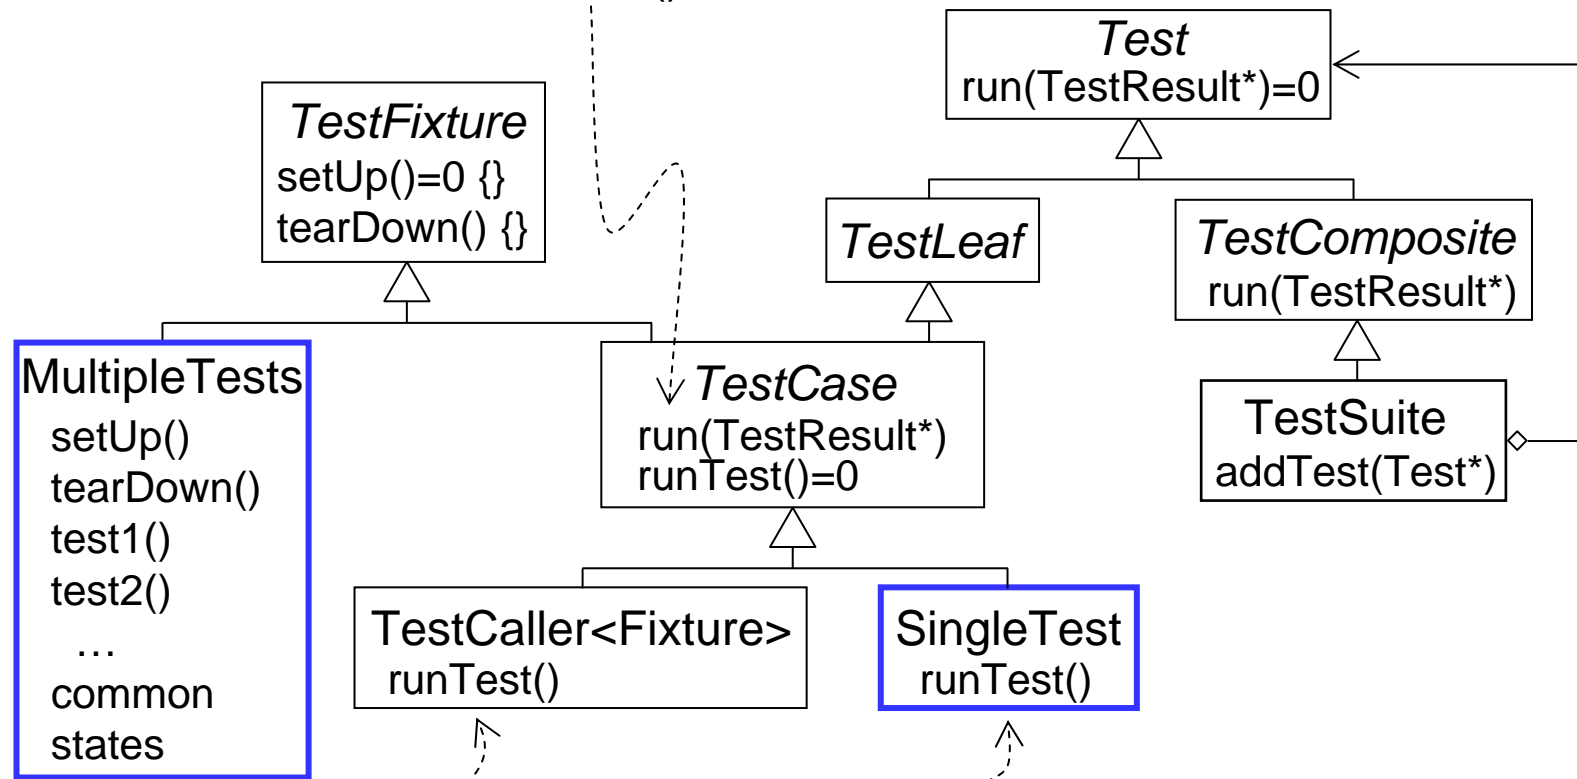 Test
run(TestResult*)=0
TestFixture
setUp()=0 {}
tearDown() {}
TestLeaf
TestComposite
run(TestResult*)
MultipleTests
setUp()
tearDown()
test1()
test2()
…
common
states
TestCase
run(TestResult*)
runTest()=0
TestSuite
addTest(Test*)
TestCaller<Fixture>
runTest()
SingleTest
runTest()